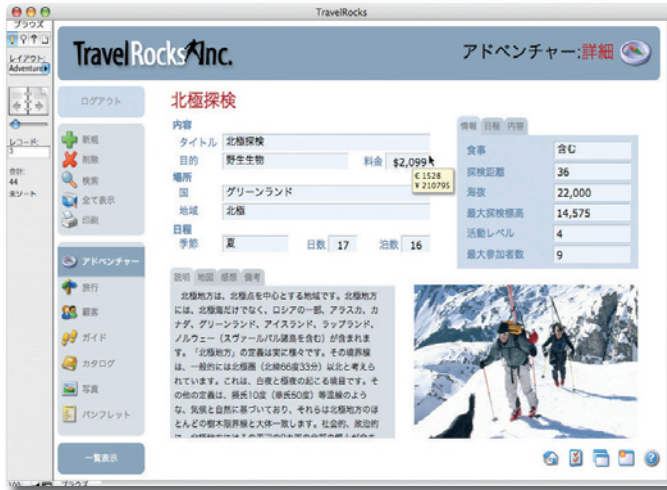 TravelRocks
ブラウズ
レイアウト:
Adventure
レコード:
3
合計:
44
未ソート
TravelRocks Inc.
アドベンチャー:詳細
ログアウト
新規
削除
検索
全て表示
印刷
アドベンチャー
旅行
顧客
ガイド
カタログ
写真
パンフレット
一覧表示
北極探検
内容
タイトル 北極探検
目的 野生生物 料金 $2,099
€ 1528
¥ 210795
場所
国 グリーンランド
地域 北極
日程
季節 夏 日数 17 泊数 16
情報 日程 内容
食事 含む
探検距離 36
海抜 22,000
最大探検標高 14,575
活動レベル 4
最大参加者数 9
説明 地図 感想 備考
北極地方は、北極点を中心とする地域です。北極地方
には、北極海だけでなく、ロシアの一部、アラスカ、カ
ナダ、グリーンランド、アイスランド、ラップランド、
ノルウェー（スヴァールバル諸島を含む）が含まれま
す。「北極地方」の定義は実に様々です。その境界線
は、一般的には北極圏（北緯66度33分）以北と考えら
れています。これは、白夜と極夜の起こる境目です。そ
の他の定義は、摂氏10度（華氏50度）等温線のよう
な、気候と自然に基づいており、それらは北極地方のほ
とんどの樹木限界線と大体一致します。社会的、政治的
100
ブラウズ